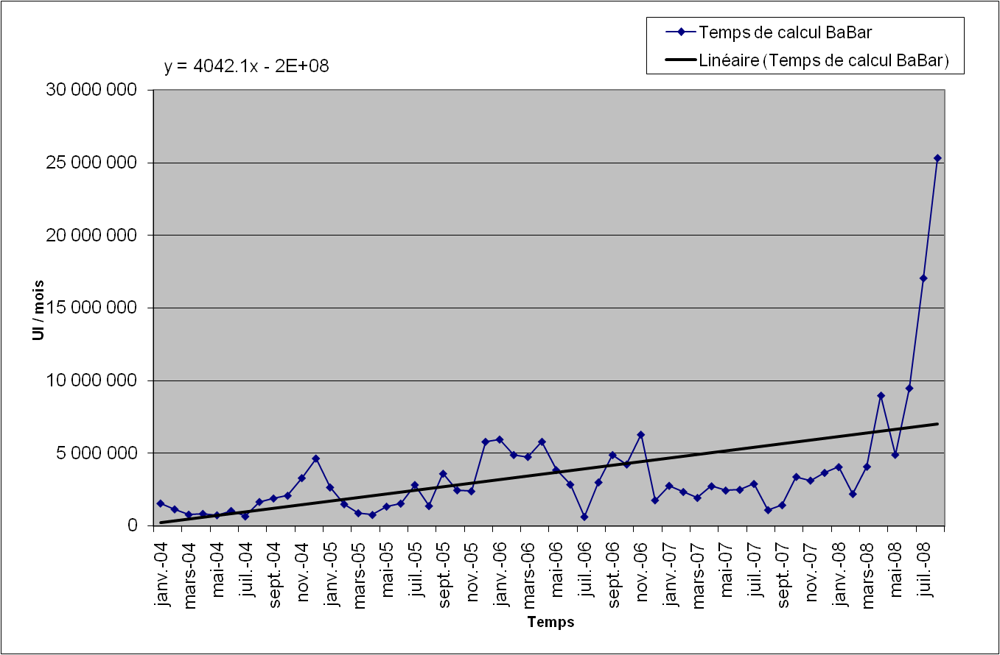 Temps de calcul BaBar
Linéaire (Temps de calcul BaBar)
y = 4042.1x - 2E+08
30 000 000
25 000 000
20 000 000
15 000 000
10 000 000
5 000 000
0
UI / mois
janv.-04
mars-04
mai-04
juil.-04
sept.-04
nov.-04
janv.-05
mars-05
mai-05
juil.-05
sept.-05
nov.-05
janv.-06
mars-06
mai-06
juil.-06
sept.-06
nov.-06
janv.-07
mars-07
mai-07
juil.-07
sept.-07
nov.-07
janv.-08
mars-08
mai-08
juil.-08
Temps